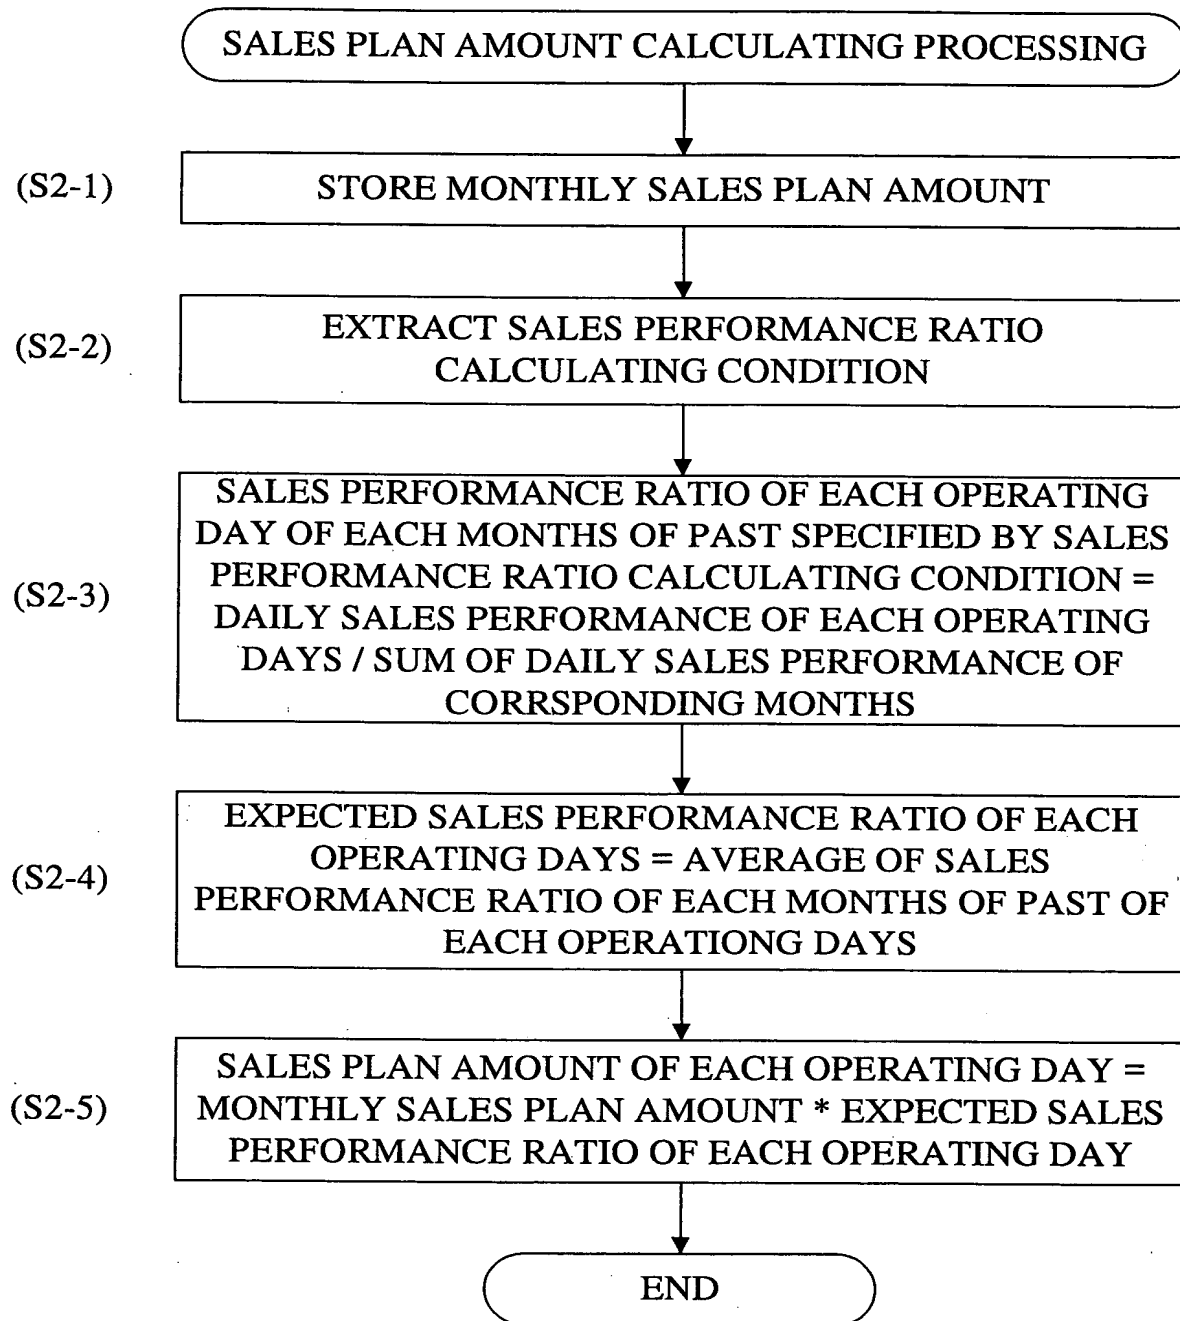 SALES PLAN AMOUNT CALCULATING PROCESSING
(S2-1)
STORE MONTHLY SALES PLAN AMOUNT
(S2-2)
EXTRACT SALES PERFORMANCE RATIO
CALCULATING CONDITION
(S2-3)
SALES PERFORMANCE RATIO OF EACH OPERATING
DAY OF EACH MONTHS OF PAST SPECIFIED BY SALES
PERFORMANCE RATIO CALCULATING CONDITION =
DAILY SALES PERFORMANCE OF EACH OPERATING
DAYS / SUM OF DAILY SALES PERFORMANCE OF
CORRSPONDING MONTHS
(S2-4)
EXPECTED SALES PERFORMANCE RATIO OF EACH
OPERATING DAYS = AVERAGE OF SALES
PERFORMANCE RATIO OF EACH MONTHS OF PAST OF
EACH OPERATIONG DAYS
(S2-5)
SALES PLAN AMOUNT OF EACH OPERATING DAY =
MONTHLY SALES PLAN AMOUNT * EXPECTED SALES
PERFORMANCE RATIO OF EACH OPERATING DAY
END